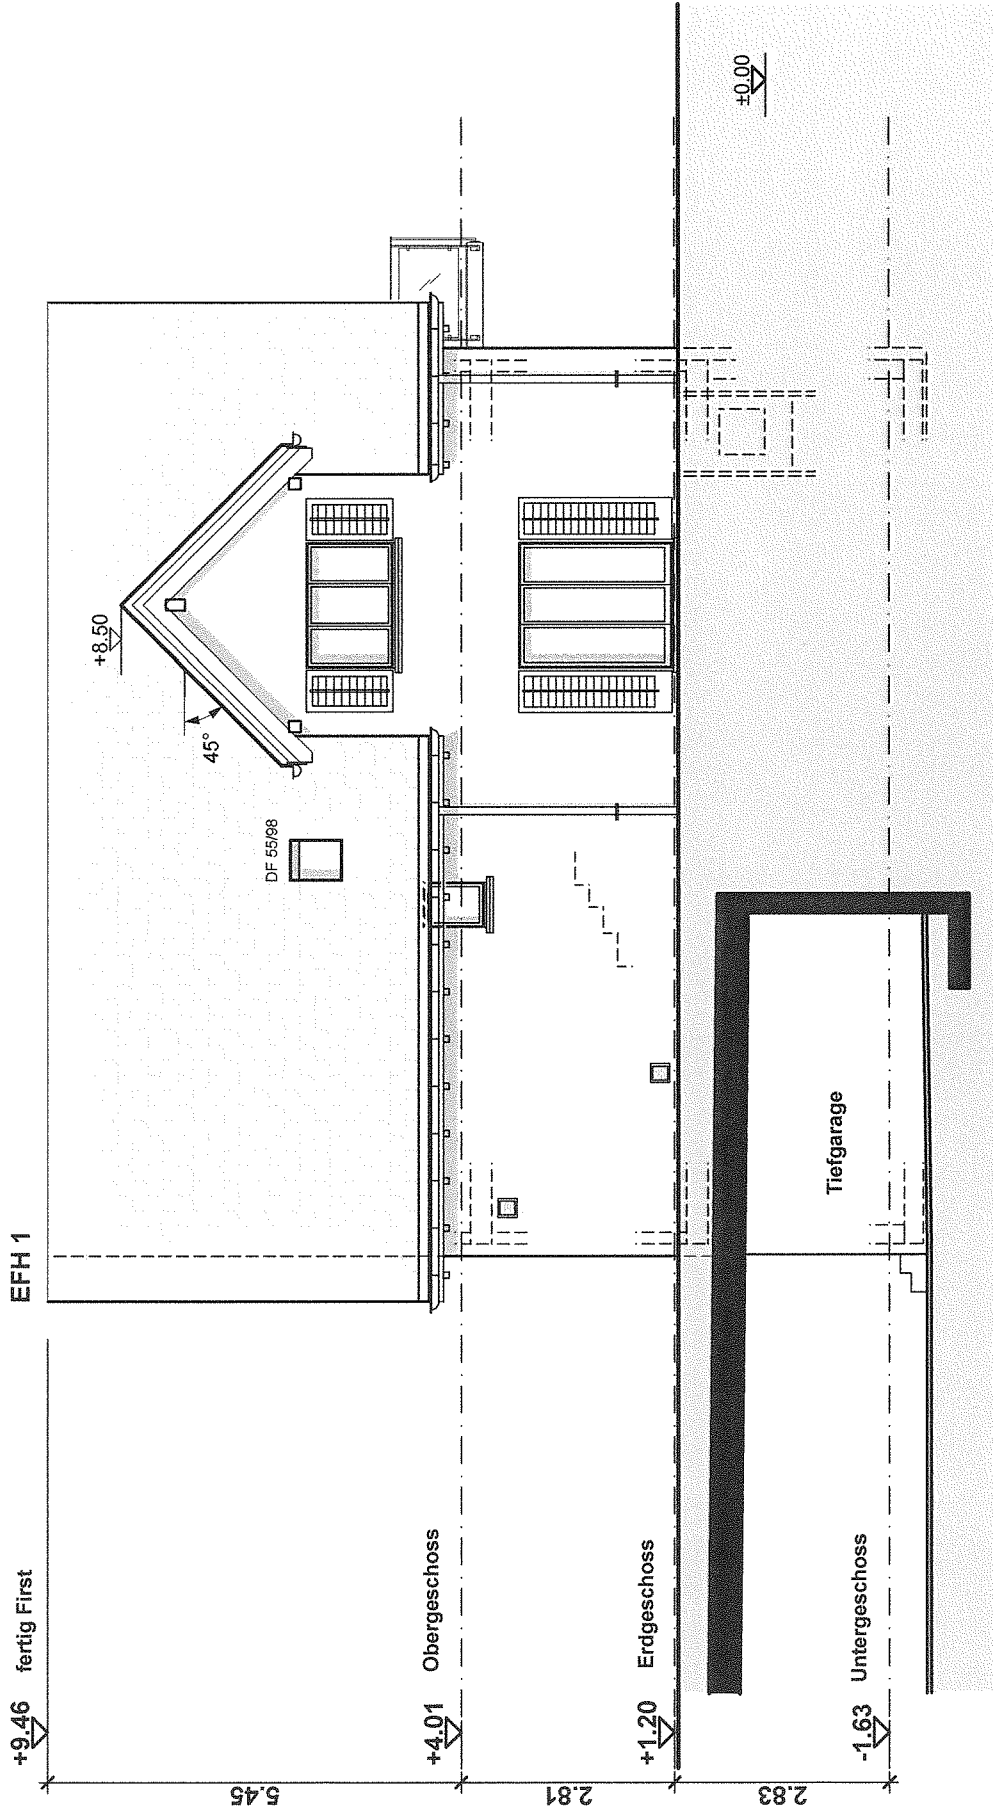 EFH 1
+9.46 fertig First
+8.50
45°
DF 55/98
5.45
+4.01 Obergeschoss
2.81
+1.20 Erdgeschoss
±0.00
Tiefgarage
2.83
-1.63 Untergeschoss